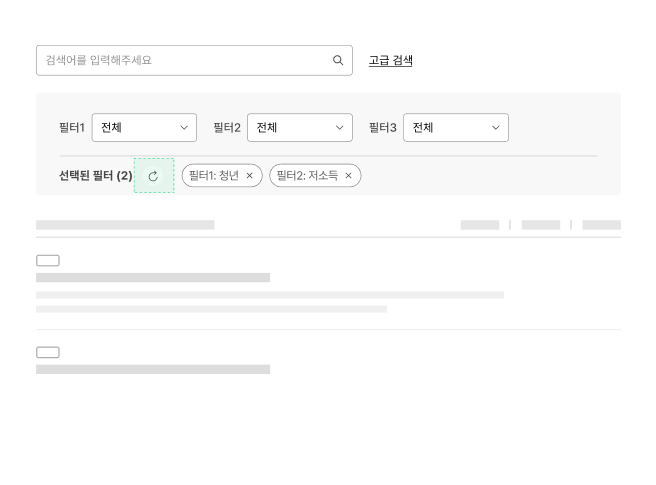 검색어를 입력해주세요 고급 검색
필터1 전체 필터2 전체 필터3 전체
선택된 필터 (2) 필터1: 청년 필터2: 저소득